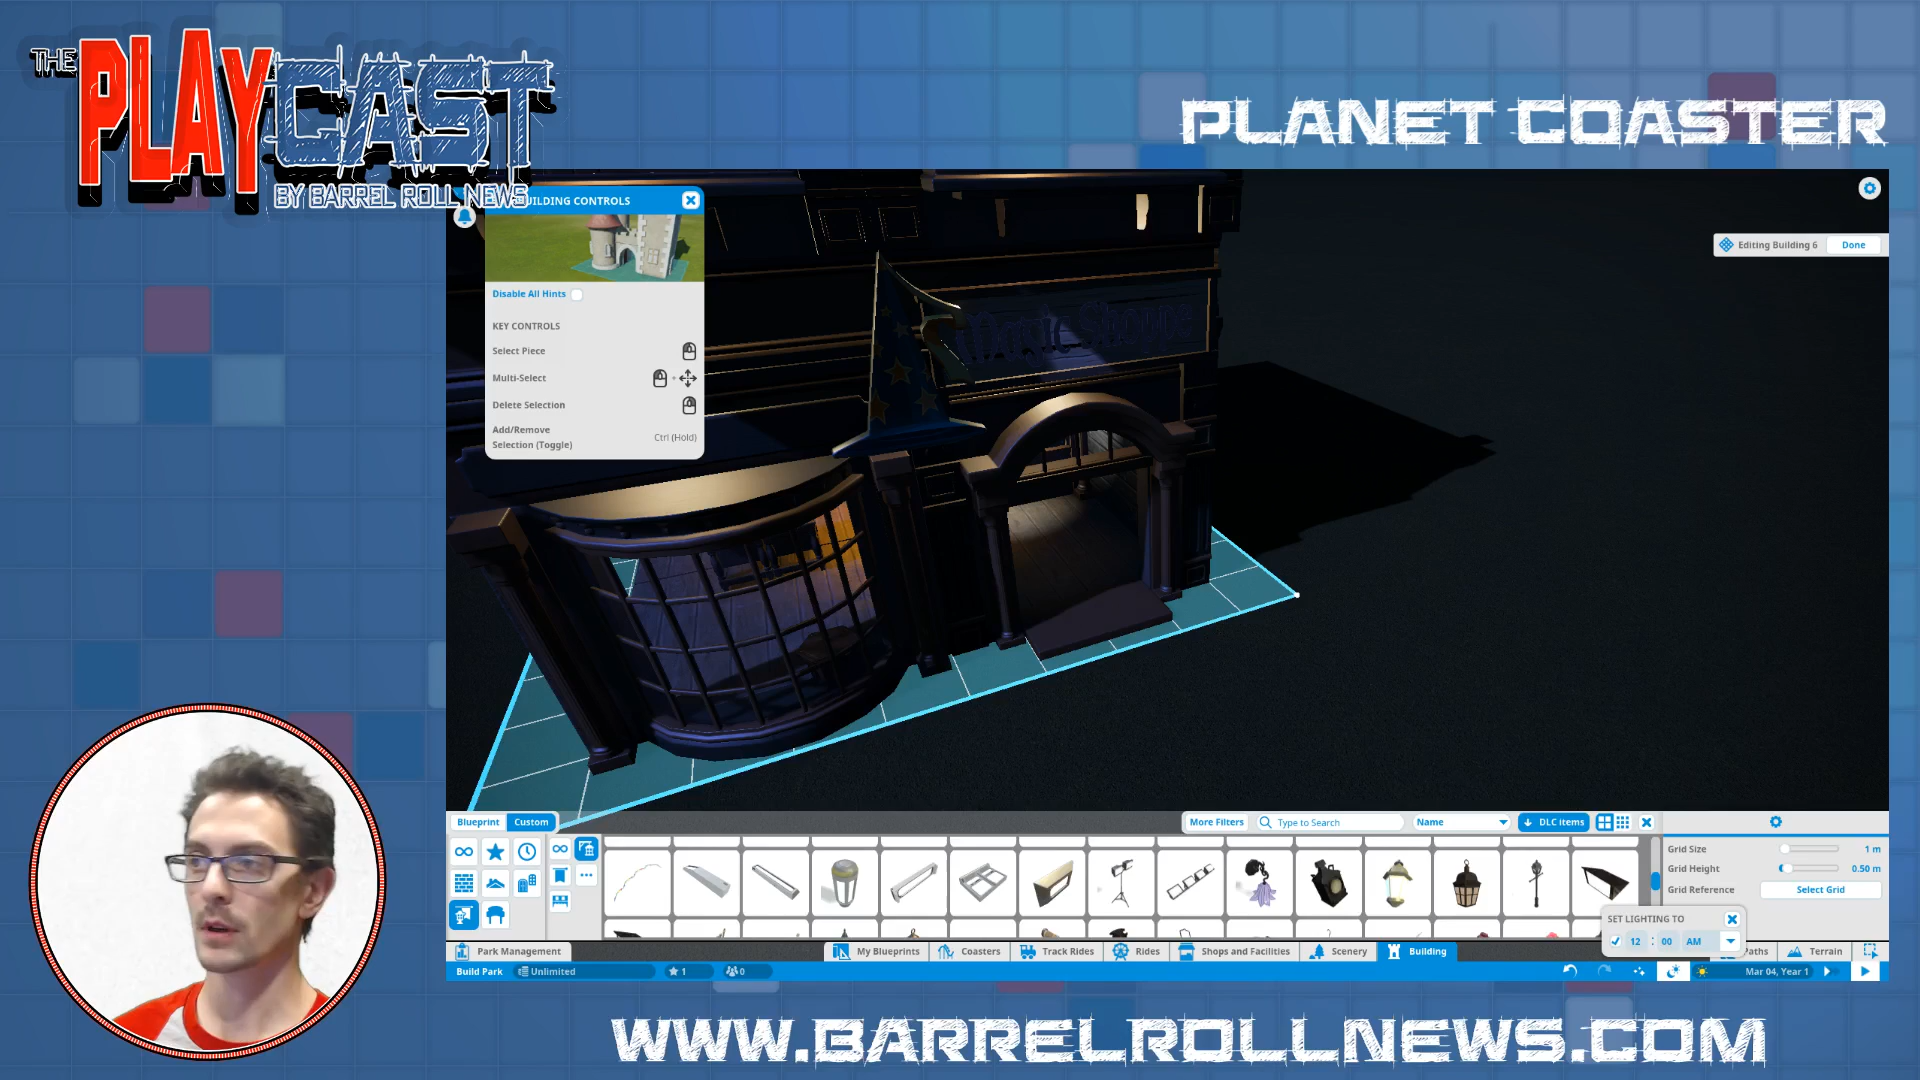 THE PLAYCAST
BY BARREL ROLL NEWS
PLANET COASTER
UILDING CONTROLS
Disable All Hints
KEY CONTROLS
Select Piece
Multi-Select
Delete Selection
Add/Remove
Selection (Toggle)
Ctrl (Hold)
Editing Building 6
Done
Magic Shoppe
Blueprint
Custom
More Filters
Type to Search
Name
DLC items
Grid Size
1 m
Grid Height
0.50 m
Grid Reference
Select Grid
SET LIGHTING TO
12 : 00 AM
Park Management
My Blueprints
Coasters
Track Rides
Rides
Shops and Facilities
Scenery
Building
Paths
Terrain
Build Park
Unlimited
1
0
Mar 04, Year 1
WWW.BARRELROLLNEWS.COM